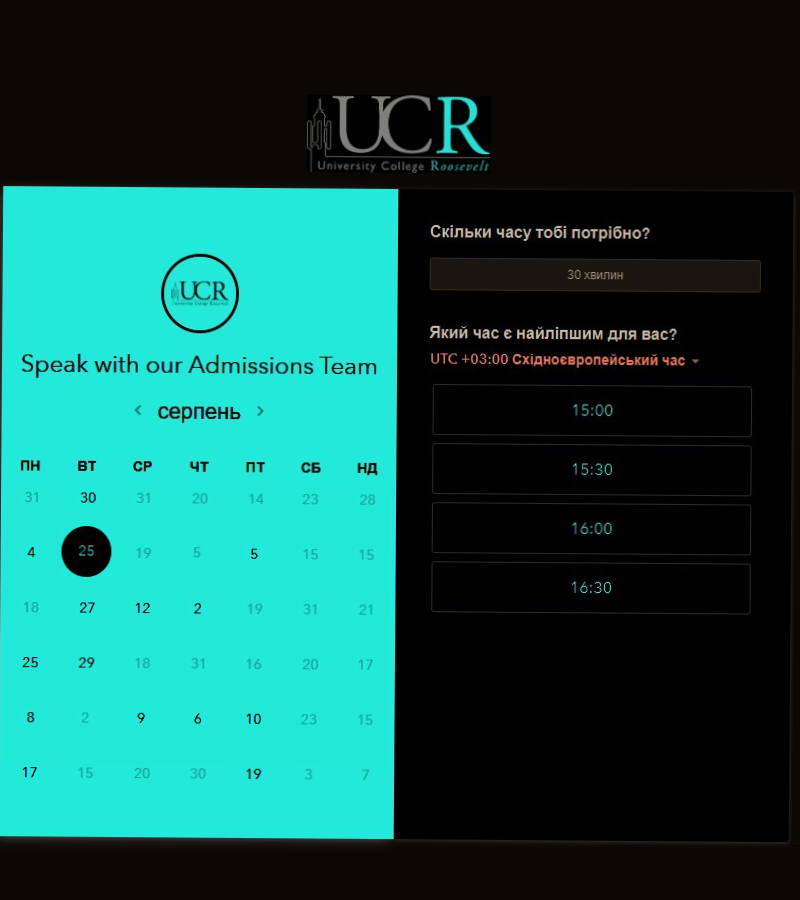 UCR
University College Roosevelt
UCR
University College Roosevelt
Speak with our Admissions Team
серпень
ПН ВТ СР ЧТ ПТ СБ НД
31 30 31 20 14 23 28
4 25 19 5 5 15 15
18 27 12 2 19 31 21
25 29 18 31 16 20 17
8 2 9 6 10 23 15
17 15 20 30 19 3 7
Скільки часу тобі потрібно?
30 хвилин
Який час є найліпшим для вас?
UTC +03:00 Східноєвропейський час
15:00
15:30
16:00
16:30